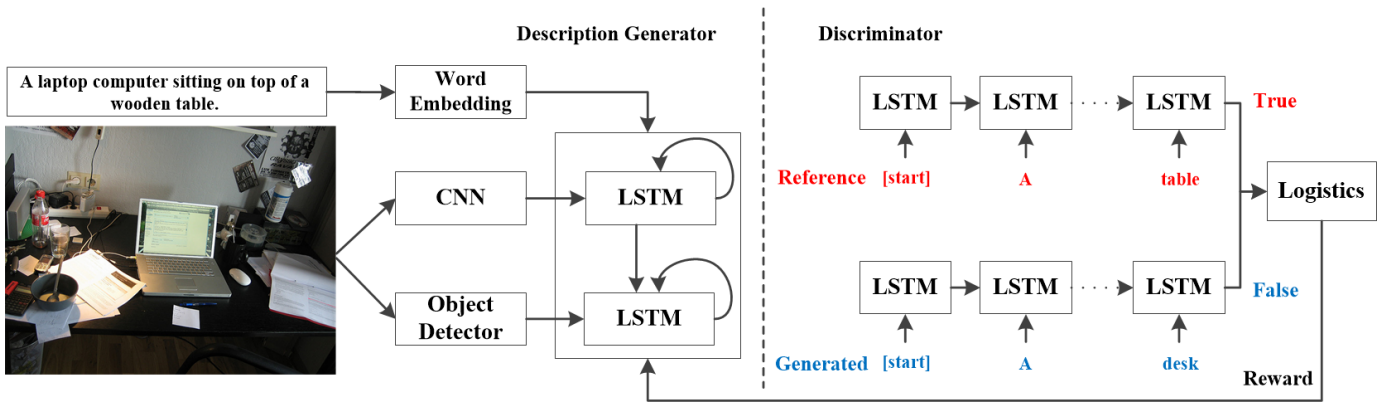 Description Generator
Discriminator
A laptop computer sitting on top of a
wooden table.
Word
Embedding
CNN
Object
Detector
LSTM
LSTM
LSTM
LSTM
LSTM
True
Reference
[start]
A
table
Logistics
LSTM
LSTM
LSTM
False
Generated
[start]
A
desk
Reward